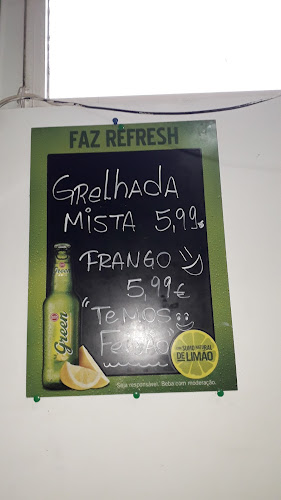 FAZ REFRESH
GRelhADA
MISTA 5,99€
FRANGO
5,99€
"TeMOS
FeIJÃO
Green
COM SUMO NATURAL
DE LIMÃO
Seja responsável. Beba com moderação.